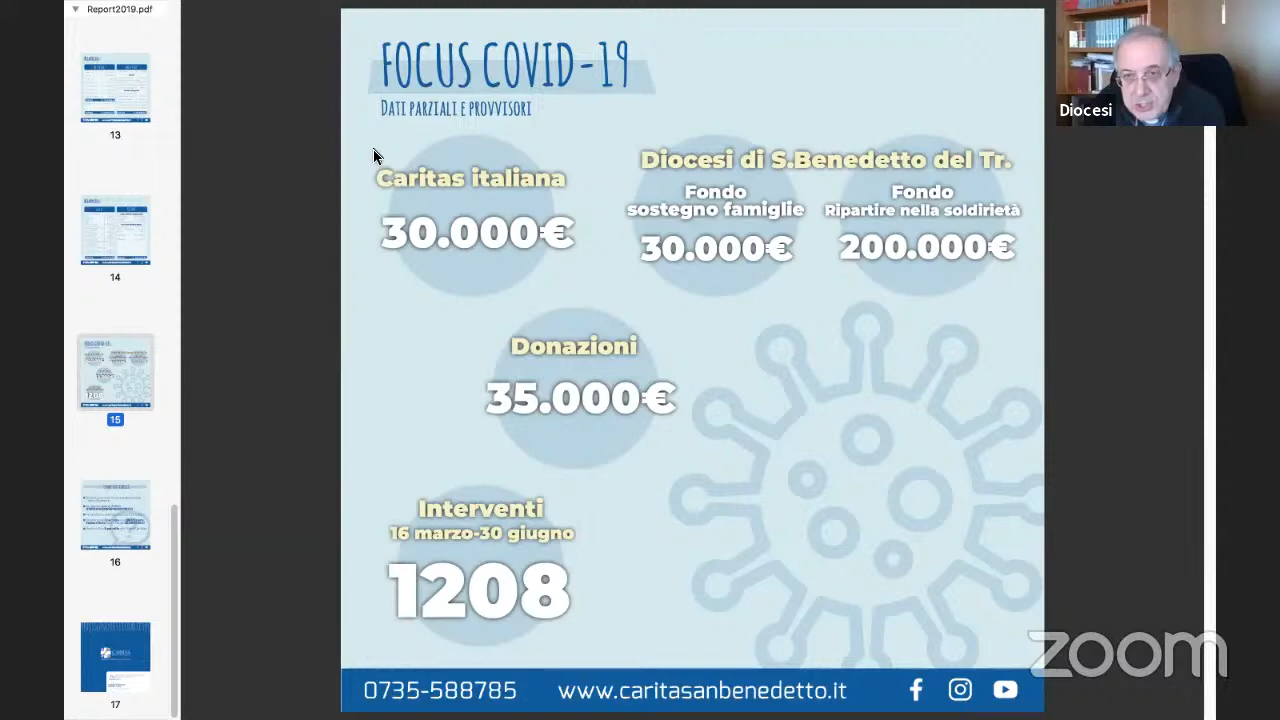 Report2019.pdf
13
14
15
16
17
FOCUS COVID-19
DATI PARZIALI E PROVVISORI
Caritas italiana
30.000€
Diocesi di S.Benedetto del Tr.
Fondo
sostegno famiglie
30.000€
Fondo
Ripartire nella soldirietà
200.000€
Donazioni
35.000€
Interventi
16 marzo-30 giugno
1208
0735-588785
www.caritasanbenedetto.it
Diocesi
zoom